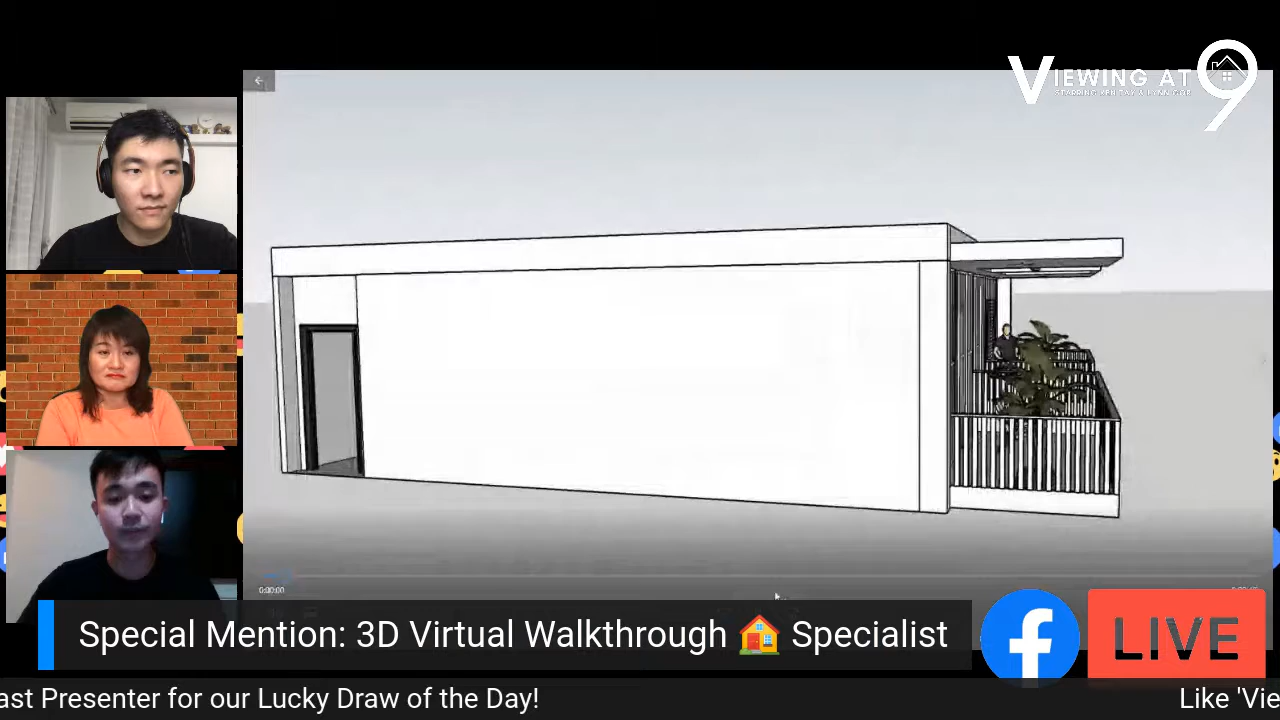 VIEWING AT 9
0:00:00
Special Mention: 3D Virtual Walkthrough 🏠 Specialist
LIVE
ast Presenter for our Lucky Draw of the Day!
Like 'Vie